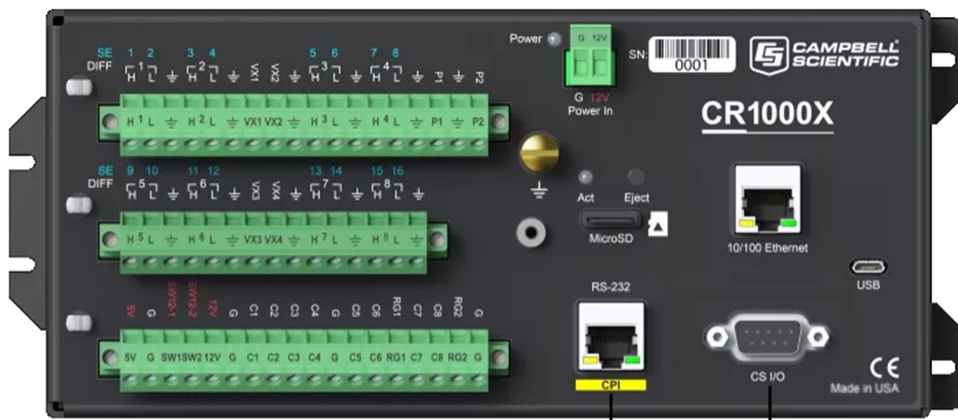 SE 1 2 3 4 5 6 7 8
DIFF 1 2 VX1 VX2 3 4 P1 P2
H L H L H L H L
H 1 L H 2 L VX1 VX2 H 3 L H 4 L P1 P2
Power
G 12V
G 12V
Power In
SN:
0001
CS CAMPBELL
SCIENTIFIC
CR1000X
SE 9 10 11 12 13 14 15 16
DIFF 5 6 VX3 VX4 7 8
H L H L H L H L
H 5 L H 6 L VX3 VX4 H 7 L H 8 L
Act Eject
MicroSD
10/100 Ethernet
USB
5V G SW12-1 SW12-2 12V G C1 C2 C3 C4 G C5 C6 RG1 C7 C8 RG2 G
5V G SW1 SW2 12V G C1 C2 C3 C4 G C5 C6 RG1 C7 C8 RG2 G
RS-232
CPI
CS I/O
CE
Made in USA